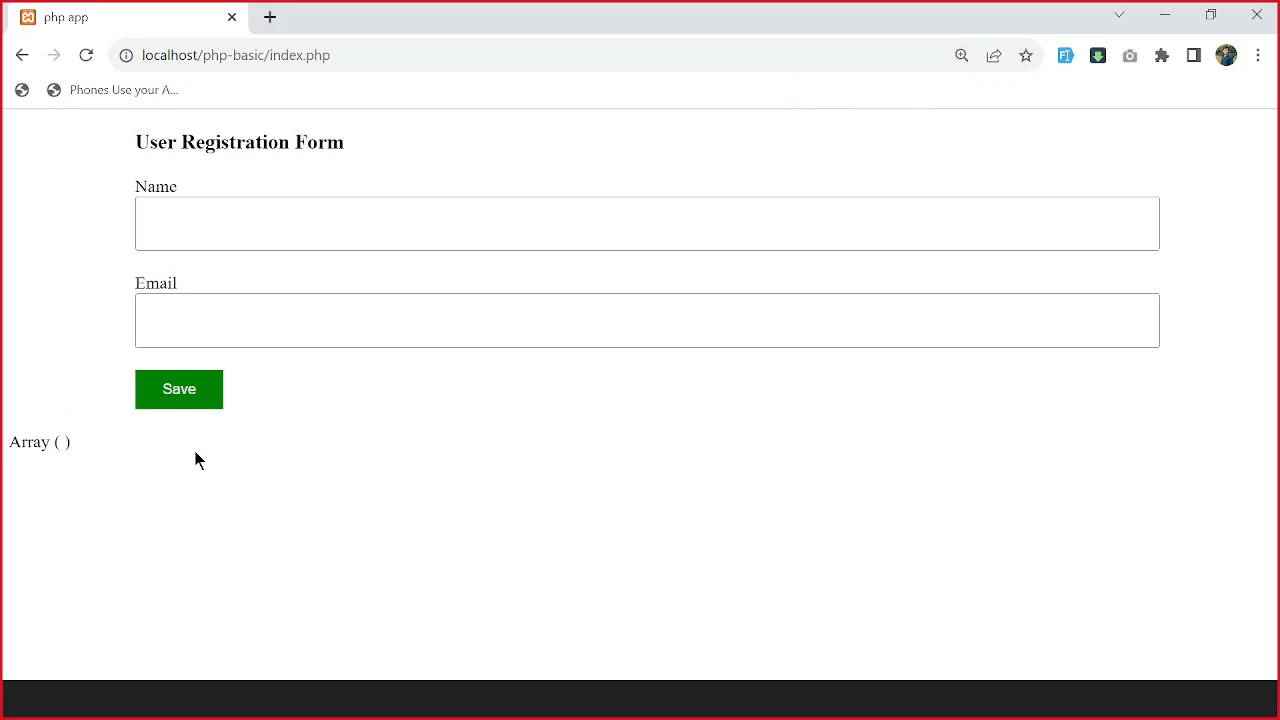 php app
localhost/php-basic/index.php
Phones Use your A...
User Registration Form
Name
Email
Save
Array ( )